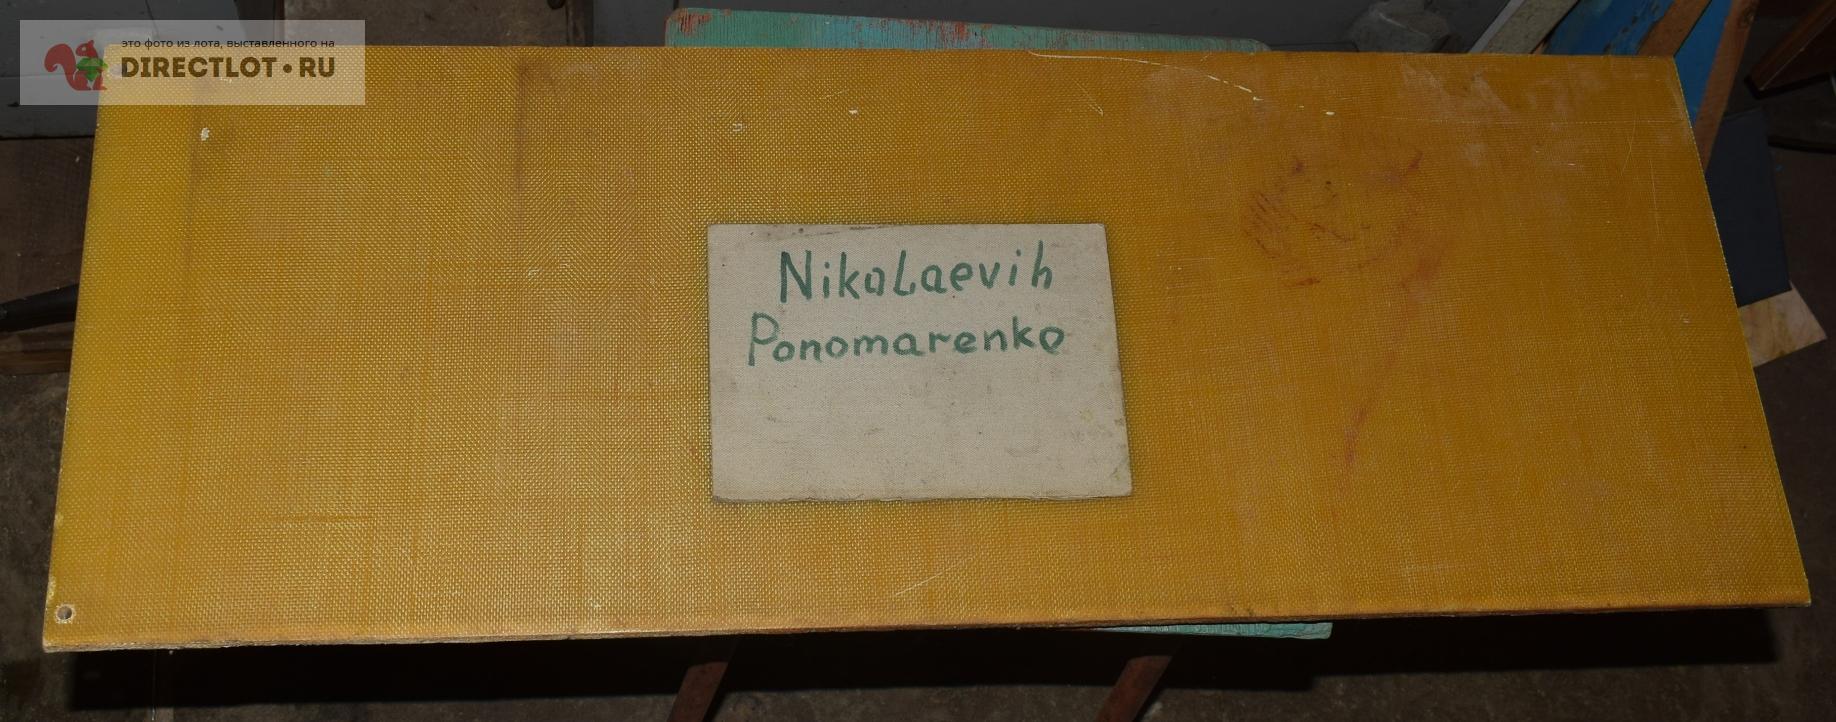 это фото из лота, выставленного на
DIRECTLOT•RU
Nikolaevih
Ponomarenko